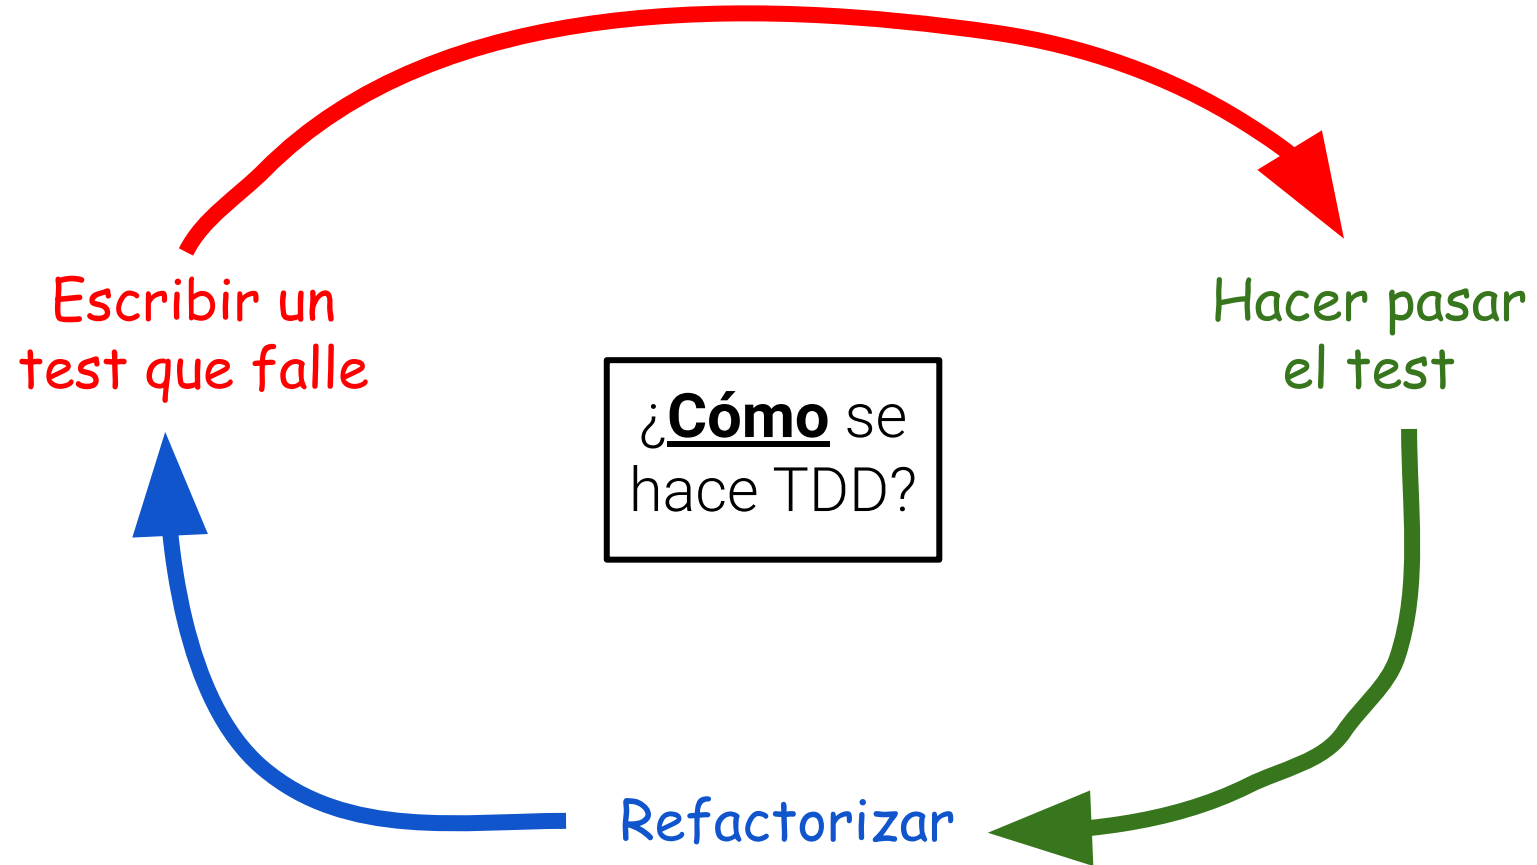 Escribir un
test que falle
Hacer pasar
el test
¿Cómo se
hace TDD?
Refactorizar